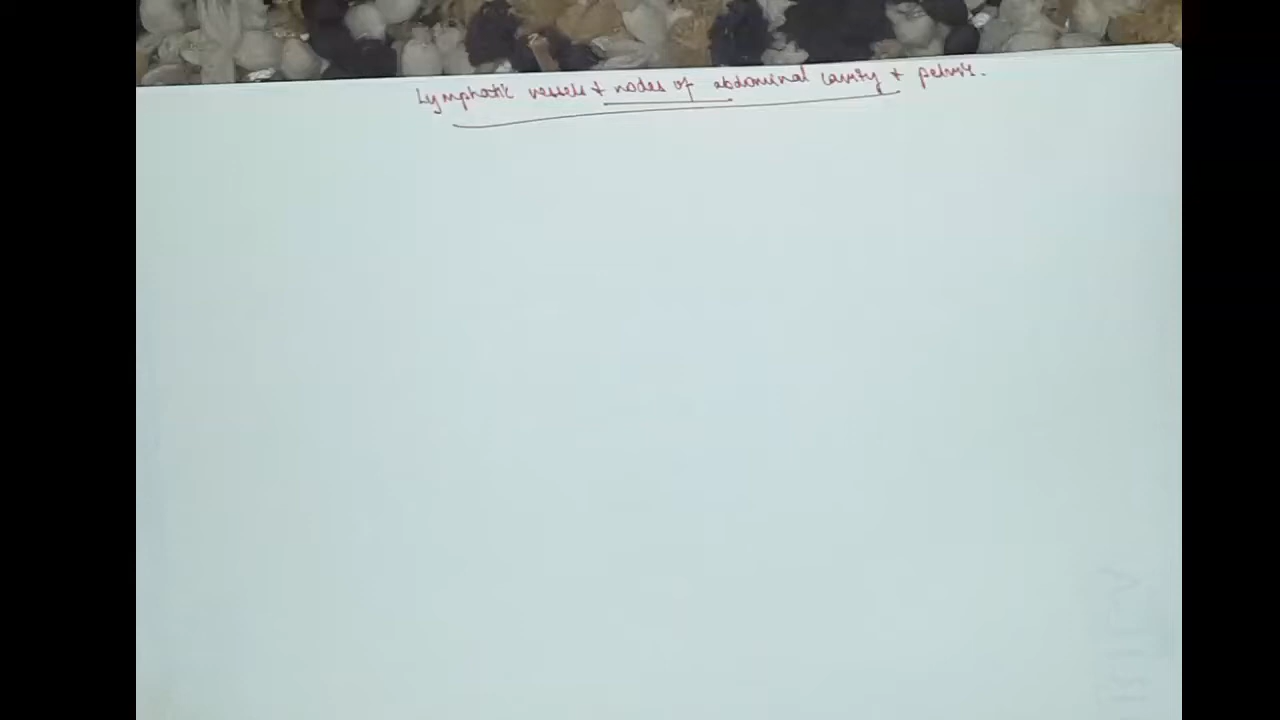 Lymphatic vessels + nodes of abdominal cavity + pelvis.